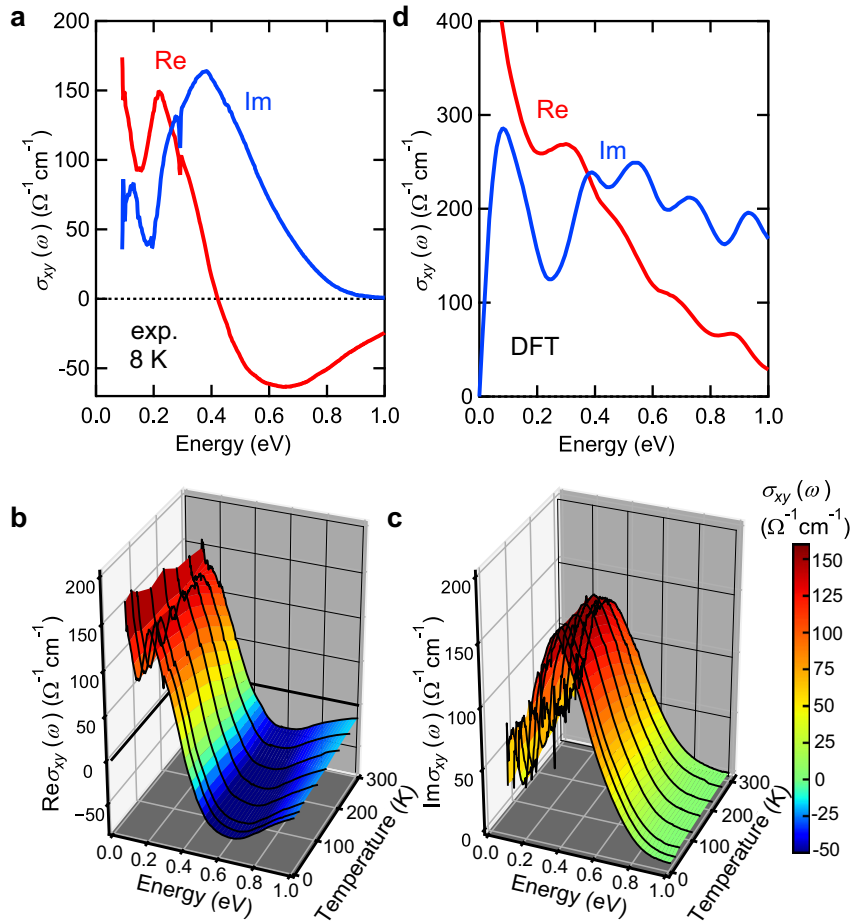 a
200
150
100
50
0
-50
σxy (ω) (Ω⁻¹cm⁻¹)
Re
Im
exp.
8 K
0.0 0.2 0.4 0.6 0.8 1.0
Energy (eV)
d
400
300
200
100
0
σxy (ω) (Ω⁻¹cm⁻¹)
Re
Im
DFT
0.0 0.2 0.4 0.6 0.8 1.0
Energy (eV)
b
200
150
100
50
0
−50
Reσxy (ω) (Ω⁻¹cm⁻¹)
0.0 0.2 0.4 0.6 0.8 1.0
Energy (eV)
0 100 200 300
Temperature (K)
c
200
150
100
50
0
Imσxy (ω) (Ω⁻¹cm⁻¹)
0.0 0.2 0.4 0.6 0.8 1.0
Energy (eV)
0 100 200 300
Temperature (K)
σxy (ω)
(Ω⁻¹cm⁻¹)
150
125
100
75
50
25
0
-25
-50